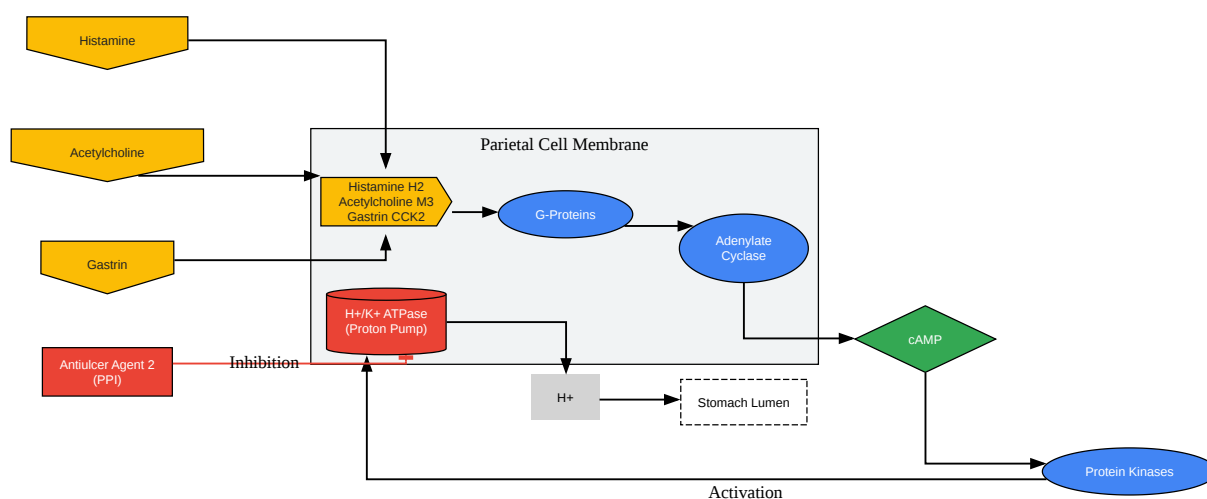 Histamine
Acetylcholine
Parietal Cell Membrane
Histamine H2
Acetylcholine M3
Gastrin CCK2
G-Proteins
Adenylate
Cyclase
Gastrin
H+/K+ ATPase
(Proton Pump)
cAMP
Antiulcer Agent 2
(PPI)
Inhibition
H+
Stomach Lumen
Protein Kinases
Activation